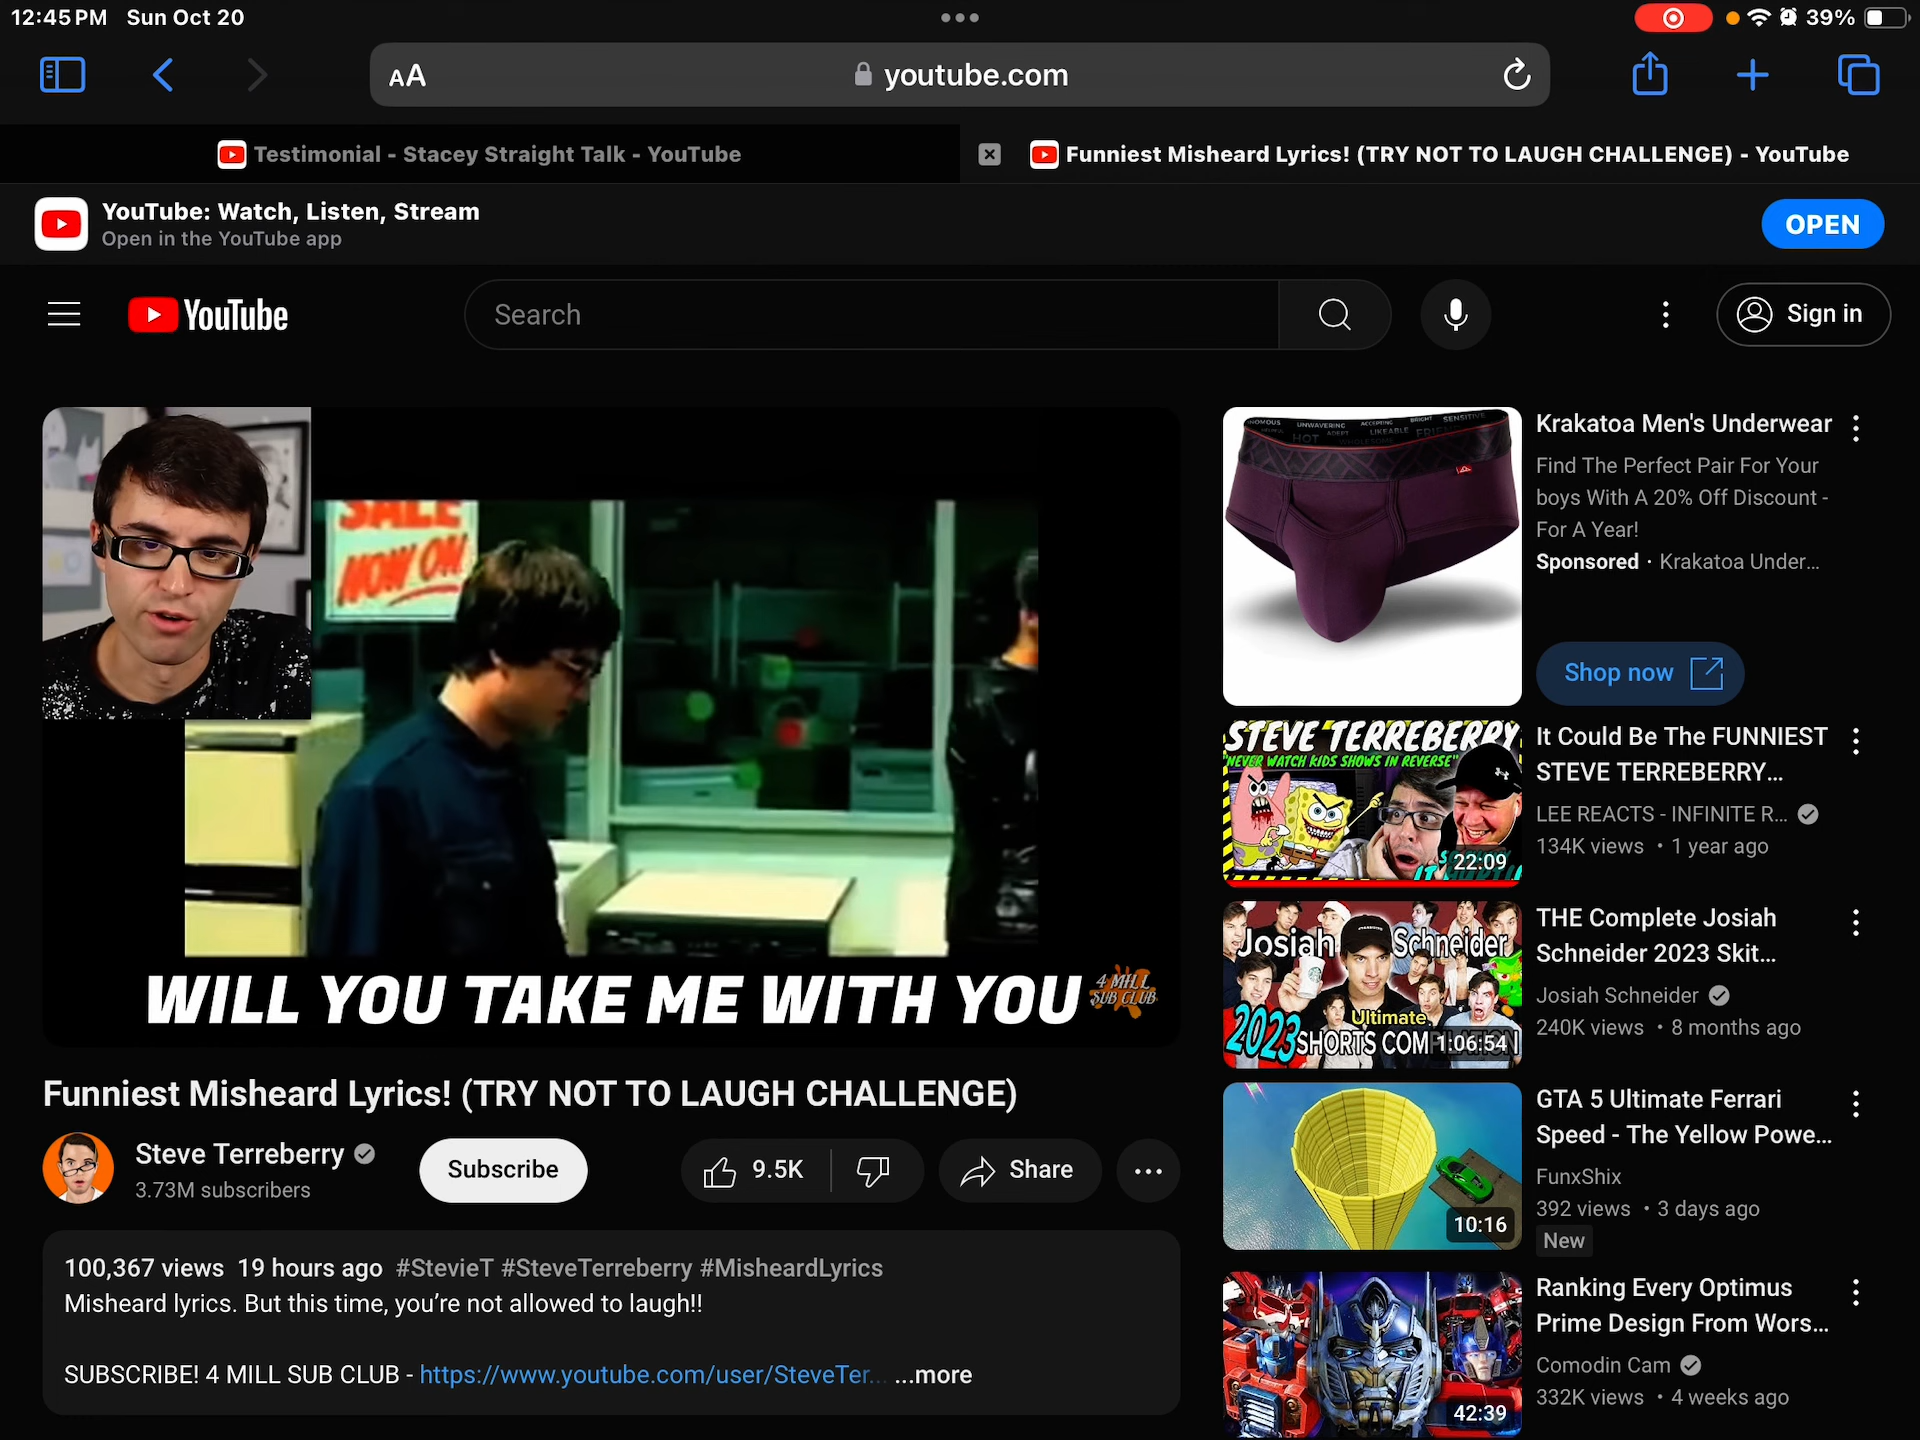 12:45 PM Sun Oct 20
39%
AA youtube.com
Testimonial - Stacey Straight Talk - YouTube
Funniest Misheard Lyrics! (TRY NOT TO LAUGH CHALLENGE) - YouTube
YouTube: Watch, Listen, Stream
Open in the YouTube app
OPEN
YouTube
Search
Sign in
SALE
NOW ON
WILL YOU TAKE ME WITH YOU
4 MILL
SUB CLUB
Funniest Misheard Lyrics! (TRY NOT TO LAUGH CHALLENGE)
Steve Terreberry
3.73M subscribers
Subscribe
9.5K
Share
100,367 views 19 hours ago #StevieT #SteveTerreberry #MisheardLyrics
Misheard lyrics. But this time, you’re not allowed to laugh!!
SUBSCRIBE! 4 MILL SUB CLUB - https://www.youtube.com/user/SteveTer... ...more
UNWAVERING ACCEPTING BRIGHT SENSITIVE
HOT ADEPT LIKEABLE
WHOLESOME
Krakatoa Men's Underwear
Find The Perfect Pair For Your
boys With A 20% Off Discount -
For A Year!
Sponsored · Krakatoa Under...
Shop now
STEVE TERREBERRY
"NEVER WATCH KIDS SHOWS IN REVERSE"
22:09
It Could Be The FUNNIEST
STEVE TERREBERRY...
LEE REACTS - INFINITE R...
134K views • 1 year ago
Josiah Schneider
2023 Ultimate
SHORTS COMPILATION
1:06:54
THE Complete Josiah
Schneider 2023 Skit...
Josiah Schneider
240K views • 8 months ago
10:16
GTA 5 Ultimate Ferrari
Speed - The Yellow Powe...
FunxShix
392 views • 3 days ago
New
42:39
Ranking Every Optimus
Prime Design From Wors...
Comodin Cam
332K views • 4 weeks ago